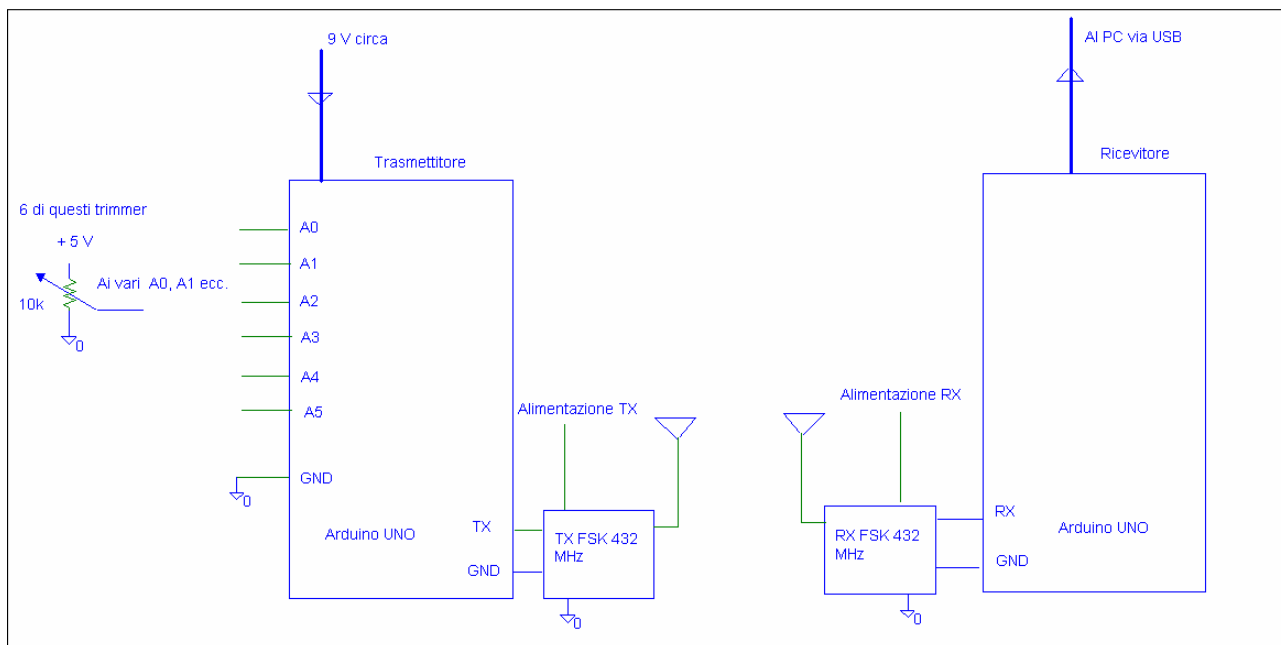 9 V circa
Al PC via USB
Trasmettitore
Ricevitore
6 di questi trimmer
+ 5 V
Ai vari A0, A1 ecc.
10k
0
A0
A1
A2
A3
A4
A5
GND
0
Arduino UNO
TX
GND
Alimentazione TX
TX FSK 432
MHz
0
Alimentazione RX
RX FSK 432
MHz
0
RX
GND
Arduino UNO